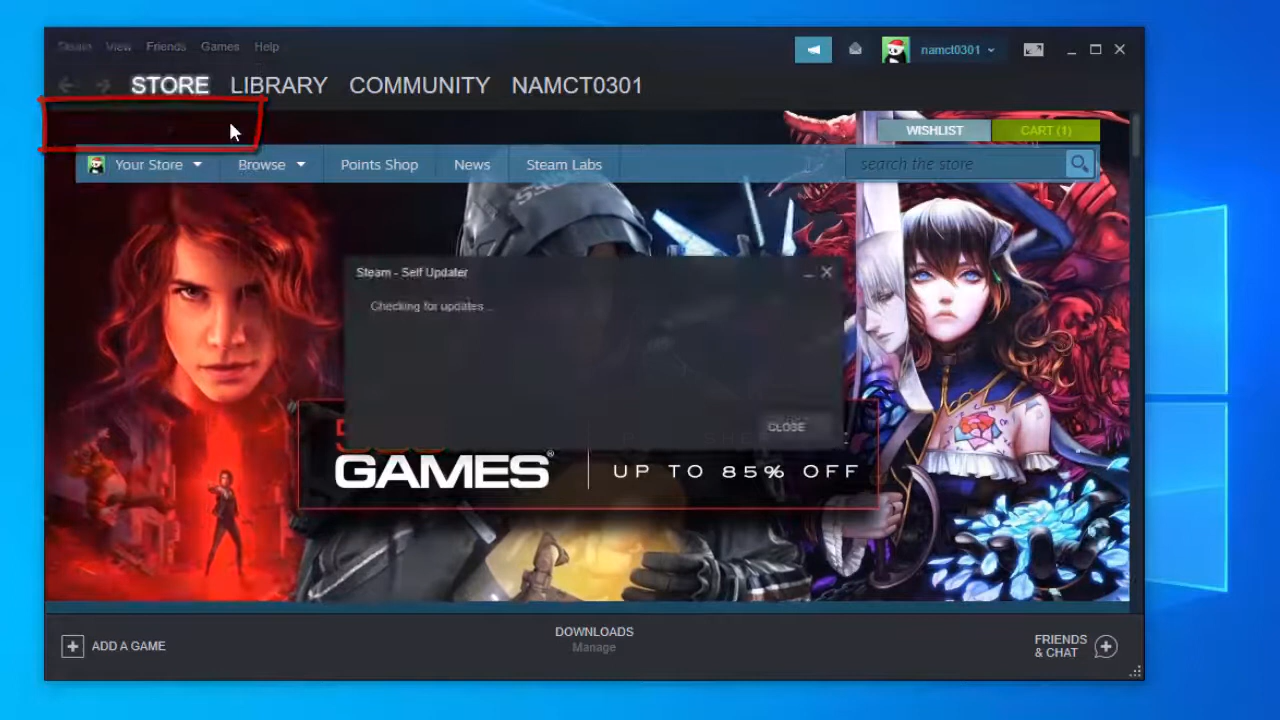 Steam View Friends Games Help
namct0301
STORE LIBRARY COMMUNITY NAMCT0301
WISHLIST CART (1)
Your Store Browse Points Shop News Steam Labs
search the store
Steam - Self Updater
Checking for updates ...
CLOSE
GAMES®
UP TO 85% OFF
ADD A GAME
DOWNLOADS
Manage
FRIENDS
& CHAT